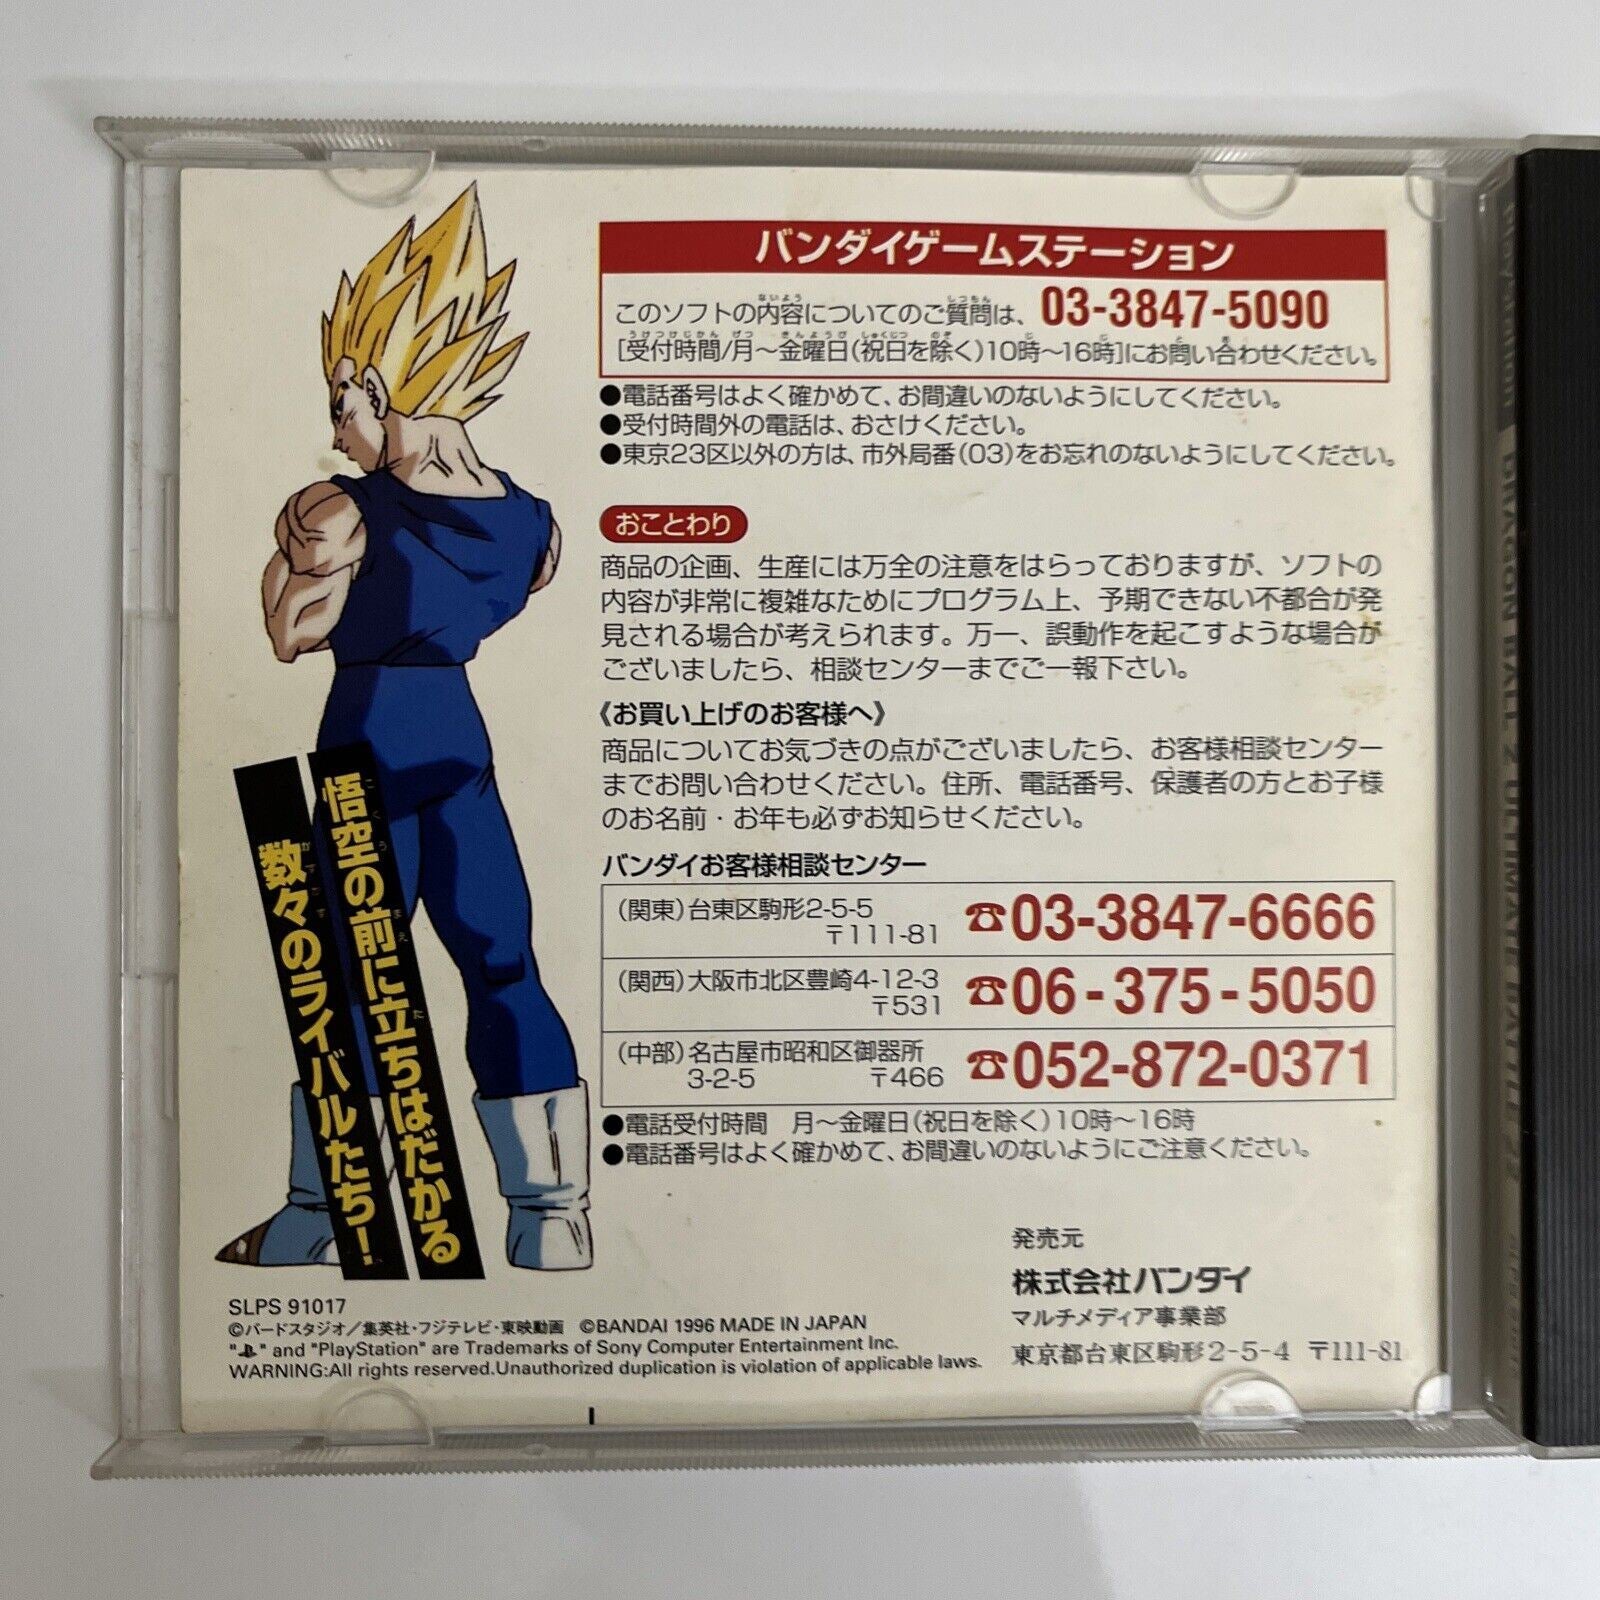 バンダイゲームステーション
このソフトの内容についてのご質問は、03-3847-5090
[受付時間/月～金曜日(祝日を除く)10時～16時]にお問い合わせください。
●電話番号はよく確かめて、お間違いのないようにしてください。
●受付時間外の電話は、おさけください。
●東京23区以外の方は、市外局番(03)をお忘れのないようにしてください。
おことわり
商品の企画、生産には万全の注意をはらっておりますが、ソフトの
内容が非常に複雑なためにプログラム上、予期できない不都合が発
見される場合が考えられます。万一、誤動作を起こすような場合が
ございましたら、相談センターまでご一報下さい。
《お買い上げのお客様へ》
商品についてお気づきの点がございましたら、お客様相談センター
までお問い合わせください。住所、電話番号、保護者の方とお子様
のお名前・お年も必ずお知らせください。
バンダイお客様相談センター
(関東)台東区駒形2-5-5
〒111-81
☎03-3847-6666
(関西)大阪市北区豊崎4-12-3
〒531
☎06-375-5050
(中部)名古屋市昭和区御器所
3-2-5 〒466
☎052-872-0371
●電話受付時間 月～金曜日(祝日を除く)10時～16時
●電話番号はよく確かめて、お間違いのないようにご注意ください。
悟空の前に立ちはだかる
数々のライバルたち!
発売元
株式会社バンダイ
マルチメディア事業部
東京都台東区駒形2-5-4 〒111-81
SLPS 91017
©バードスタジオ/集英社・フジテレビ・東映動画 ©BANDAI 1996 MADE IN JAPAN
" " and "PlayStation" are Trademarks of Sony Computer Entertainment Inc.
WARNING:All rights reserved.Unauthorized duplication is violation of applicable laws.
PlayStation DRAGON BALL Z ULTIMATE BATTLE 22